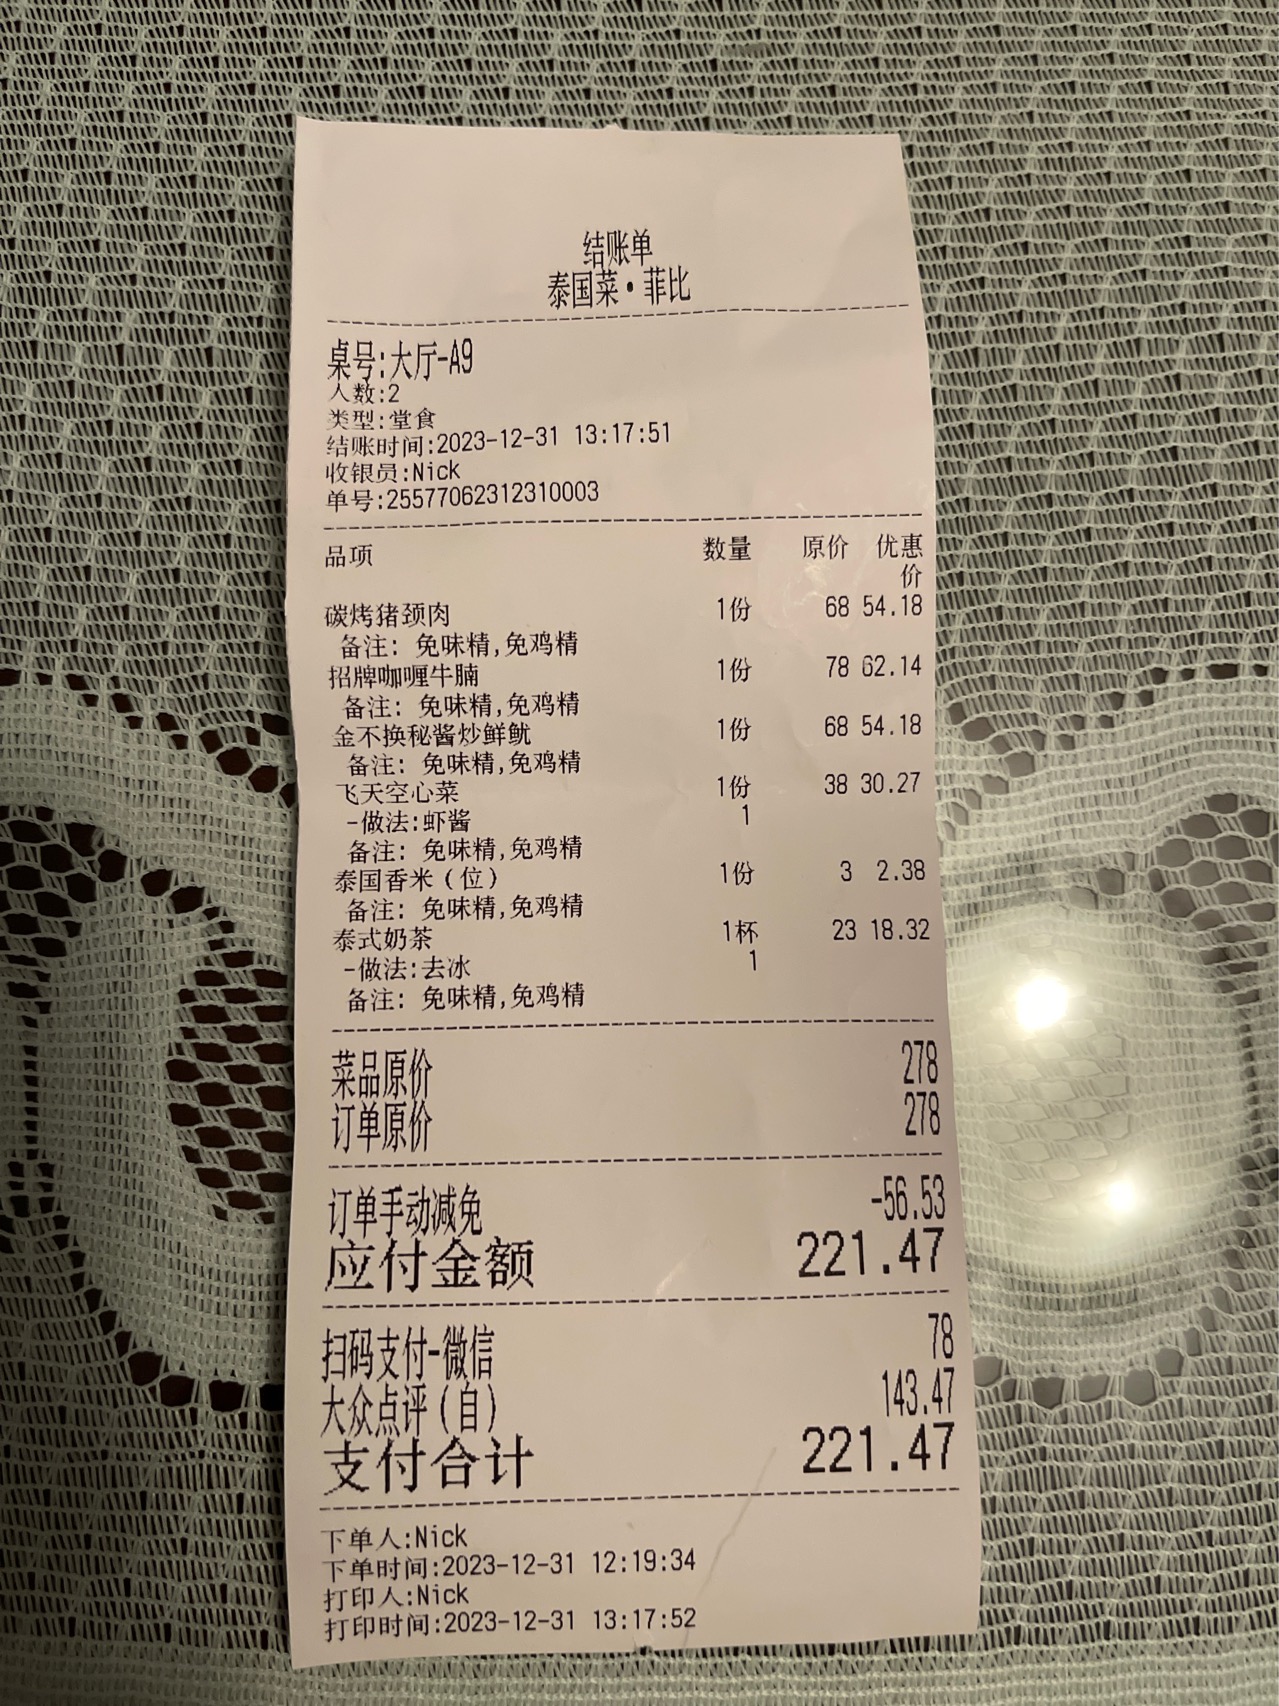 结账单
泰国菜·菲比
桌号:大厅-A9
人数:2
类型:堂食
结账时间:2023-12-31 13:17:51
收银员:Nick
单号:25577062312310003
品项 数量 原价 优惠
价
碳烤猪颈肉 1份 68 54.18
备注: 免味精,免鸡精
招牌咖喱牛腩 1份 78 62.14
备注: 免味精,免鸡精
金不换秘酱炒鲜鱿 1份 68 54.18
备注: 免味精,免鸡精
飞天空心菜 1份 38 30.27
-做法:虾酱 1
备注: 免味精,免鸡精
泰国香米(位) 1份 3 2.38
备注: 免味精,免鸡精
泰式奶茶 1杯 23 18.32
-做法:去冰 1
备注: 免味精,免鸡精
菜品原价 278
订单原价 278
订单手动减免 -56.53
应付金额 221.47
扫码支付-微信 78
大众点评(自) 143.47
支付合计 221.47
下单人:Nick
下单时间:2023-12-31 12:19:34
打印人:Nick
打印时间:2023-12-31 13:17:52